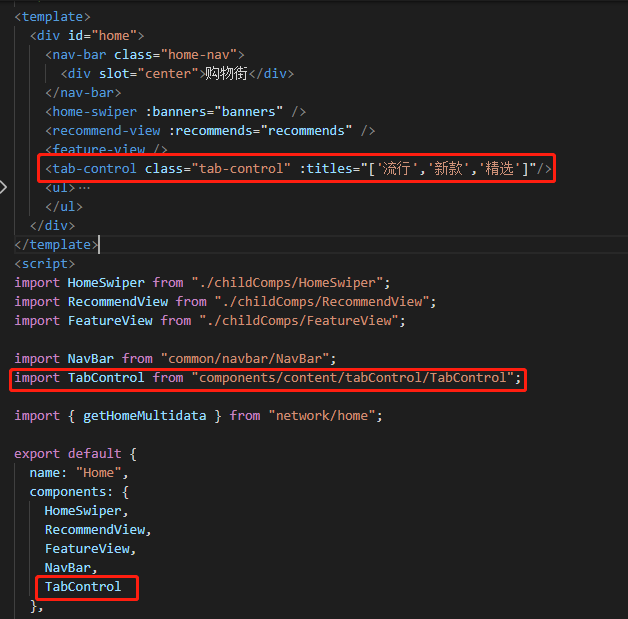 <template>
<div id="home">
<nav-bar class="home-nav">
<div slot="center">购物街</div>
</nav-bar>
<home-swiper :banners="banners" />
<recommend-view :recommends="recommends" />
<feature-view />
<tab-control class="tab-control" :titles="['流行','新款','精选']"/>
<ul>…
</ul>
</div>
</template>
<script>
import HomeSwiper from "./childComps/HomeSwiper";
import RecommendView from "./childComps/RecommendView";
import FeatureView from "./childComps/FeatureView";
import NavBar from "common/navbar/NavBar";
import TabControl from "components/content/tabControl/TabControl";
import { getHomeMultidata } from "network/home";
export default {
name: "Home",
components: {
HomeSwiper,
RecommendView,
FeatureView,
NavBar,
TabControl
},